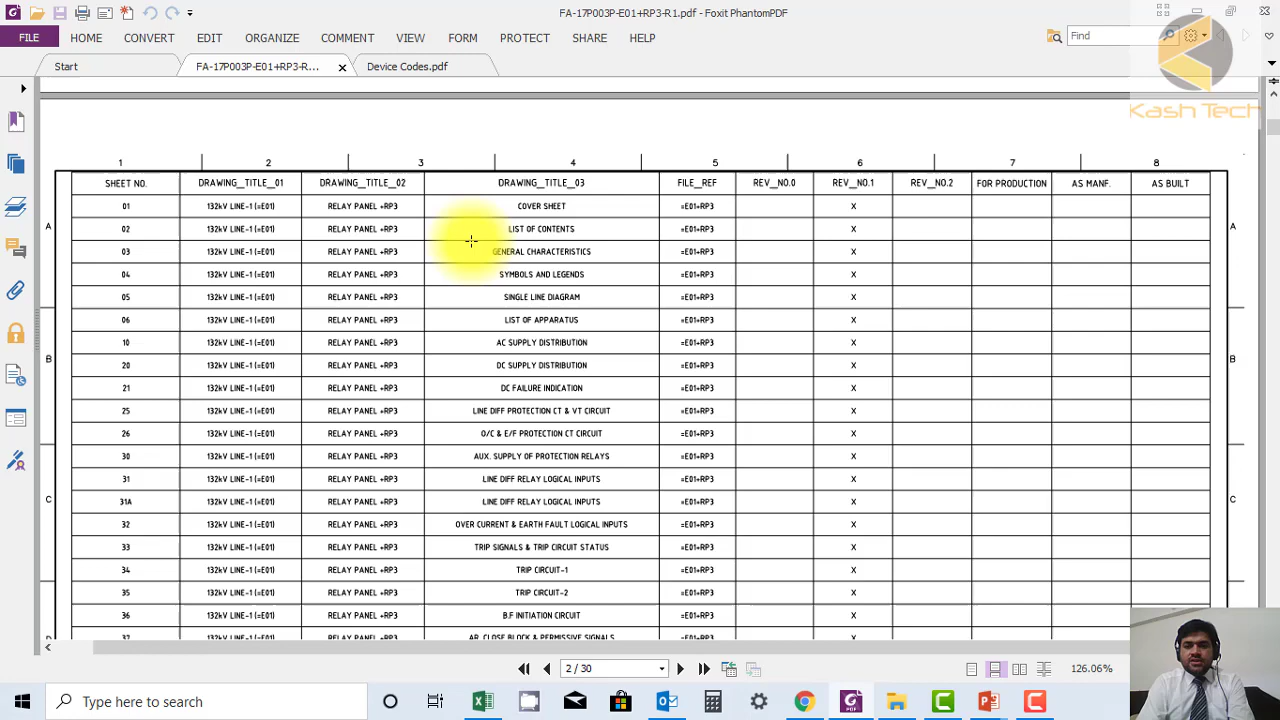 FA-17P003P-E01+RP3-R1.pdf - Foxit PhantomPDF
FILE HOME CONVERT EDIT ORGANIZE COMMENT VIEW FORM PROTECT SHARE HELP Find
Start FA-17P003P-E01+RP3-R... Device Codes.pdf
Kash Tech
1 2 3 4 5 6 7 8
SHEET NO. DRAWING_TITLE_01 DRAWING_TITLE_02 DRAWING_TITLE_03 FILE_REF REV_NO.0 REV_NO.1 REV_NO.2 FOR PRODUCTION AS MANF. AS BUILT
01 132kV LINE-1 (=E01) RELAY PANEL +RP3 COVER SHEET =E01+RP3 X
A 02 132kV LINE-1 (=E01) RELAY PANEL +RP3 LIST OF CONTENTS =E01+RP3 X A
03 132kV LINE-1 (=E01) RELAY PANEL +RP3 GENERAL CHARACTERISTICS =E01+RP3 X
04 132kV LINE-1 (=E01) RELAY PANEL +RP3 SYMBOLS AND LEGENDS =E01+RP3 X
05 132kV LINE-1 (=E01) RELAY PANEL +RP3 SINGLE LINE DIAGRAM =E01+RP3 X
06 132kV LINE-1 (=E01) RELAY PANEL +RP3 LIST OF APPARATUS =E01+RP3 X
10 132kV LINE-1 (=E01) RELAY PANEL +RP3 AC SUPPLY DISTRIBUTION =E01+RP3 X
B 20 132kV LINE-1 (=E01) RELAY PANEL +RP3 DC SUPPLY DISTRIBUTION =E01+RP3 X B
21 132kV LINE-1 (=E01) RELAY PANEL +RP3 DC FAILURE INDICATION =E01+RP3 X
25 132kV LINE-1 (=E01) RELAY PANEL +RP3 LINE DIFF PROTECTION CT & VT CIRCUIT =E01+RP3 X
26 132kV LINE-1 (=E01) RELAY PANEL +RP3 O/C & E/F PROTECTION CT CIRCUIT =E01+RP3 X
30 132kV LINE-1 (=E01) RELAY PANEL +RP3 AUX. SUPPLY OF PROTECTION RELAYS =E01+RP3 X
31 132kV LINE-1 (=E01) RELAY PANEL +RP3 LINE DIFF RELAY LOGICAL INPUTS =E01+RP3 X
C 31A 132kV LINE-1 (=E01) RELAY PANEL +RP3 LINE DIFF RELAY LOGICAL INPUTS =E01+RP3 X C
32 132kV LINE-1 (=E01) RELAY PANEL +RP3 OVER CURRENT & EARTH FAULT LOGICAL INPUTS =E01+RP3 X
33 132kV LINE-1 (=E01) RELAY PANEL +RP3 TRIP SIGNALS & TRIP CIRCUIT STATUS =E01+RP3 X
34 132kV LINE-1 (=E01) RELAY PANEL +RP3 TRIP CIRCUIT-1 =E01+RP3 X
35 132kV LINE-1 (=E01) RELAY PANEL +RP3 TRIP CIRCUIT-2 =E01+RP3 X
36 132kV LINE-1 (=E01) RELAY PANEL +RP3 B.F INITIATION CIRCUIT =E01+RP3 X
37 132kV LINE-1 (=E01) RELAY PANEL +RP3 AR, CLOSE BLOCK & PERMISSIVE SIGNALS =E01+RP3 X
2 / 30 126.06%
Type here to search